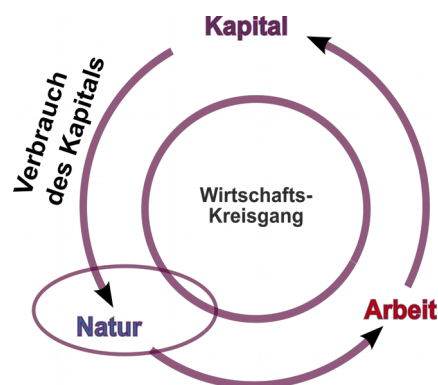 Kapital
Verbrauch
des Kapitals
Wirtschafts-
Kreisgang
Arbeit
Natur